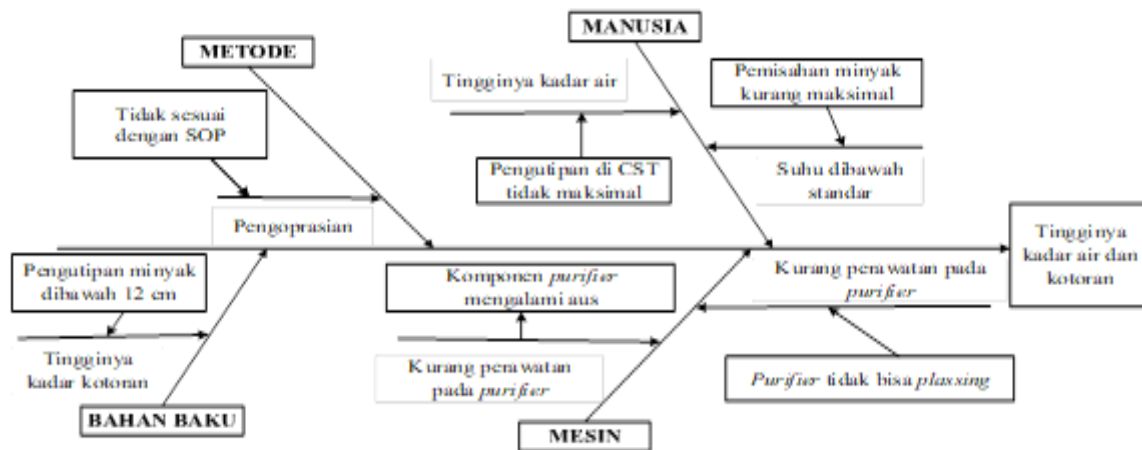 METODE
MANUSIA
Tingginya kadar air
Pemisahan minyak
kurang maksimal
Tidak sesuai
dengan SOP
Pengutipan di CST
tidak maksimal
Suhu dibawah
standar
Pengoprasian
Tingginya
kadar air dan
kotoran
Pengutipan minyak
dibawah 12 cm
Komponen purifier
mengalami aus
Kurang perawatan pada
purifier
Tingginya
kadar kotoran
Kurang perawatan
pada purifier
Purifier tidak bisa plassing
BAHAN BAKU
MESIN